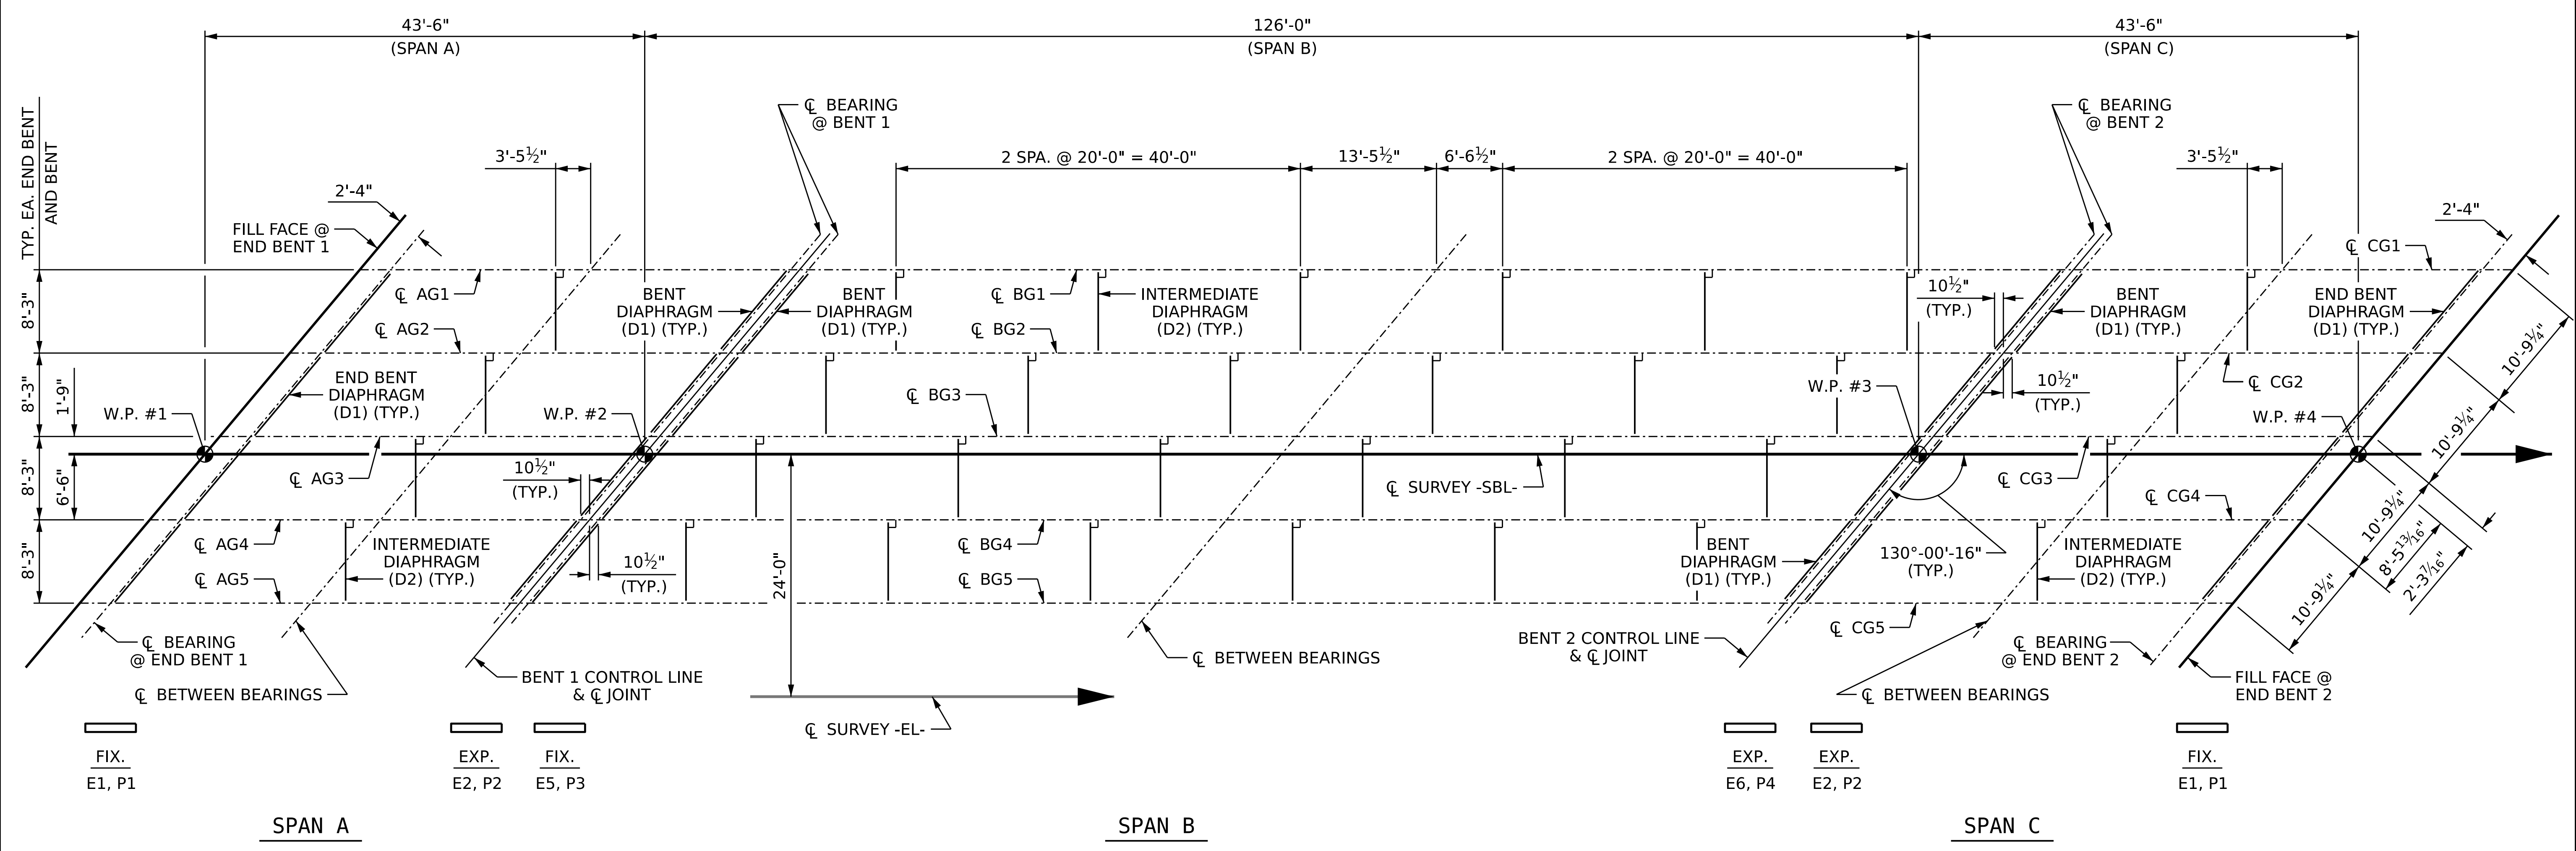 43'-6"
(SPAN A)
126'-0"
(SPAN B)
43'-6"
(SPAN C)
TYP. EA. END BENT
AND BENT
℄ BEARING
@ BENT 1
℄ BEARING
@ BENT 2
3'-5½"
2 SPA. @ 20'-0" = 40'-0"
13'-5½"
6'-6½"
2 SPA. @ 20'-0" = 40'-0"
3'-5½"
2'-4"
2'-4"
FILL FACE @
END BENT 1
℄ CG1
8'-3"
℄ AG1
BENT
DIAPHRAGM
(D1) (TYP.)
BENT
DIAPHRAGM
(D1) (TYP.)
℄ BG1
INTERMEDIATE
DIAPHRAGM
(D2) (TYP.)
10½"
(TYP.)
BENT
DIAPHRAGM
(D1) (TYP.)
END BENT
DIAPHRAGM
(D1) (TYP.)
℄ AG2
℄ BG2
10'-9¼"
8'-3"
1'-9"
END BENT
DIAPHRAGM
(D1) (TYP.)
℄ BG3
W.P. #3
10½"
(TYP.)
℄ CG2
W.P. #1
W.P. #2
W.P. #4
10'-9¼"
8'-3"
6'-6"
℄ AG3
10½"
(TYP.)
℄ SURVEY -SBL-
℄ CG3
℄ CG4
10'-9¼"
8'-5 13/16"
2'-3 7/16"
8'-3"
℄ AG4
INTERMEDIATE
DIAPHRAGM
(D2) (TYP.)
10½"
(TYP.)
24'-0"
℄ BG4
BENT
DIAPHRAGM
(D1) (TYP.)
130°-00'-16"
(TYP.)
INTERMEDIATE
DIAPHRAGM
(D2) (TYP.)
10'-9¼"
℄ AG5
℄ BG5
℄ CG5
℄ BEARING
@ END BENT 1
℄ BETWEEN BEARINGS
BENT 1 CONTROL LINE
& ℄ JOINT
℄ SURVEY -EL-
℄ BETWEEN BEARINGS
BENT 2 CONTROL LINE
& ℄ JOINT
℄ BEARING
@ END BENT 2
℄ BETWEEN BEARINGS
FILL FACE @
END BENT 2
FIX.
E1, P1
EXP.
E2, P2
FIX.
E5, P3
EXP.
E6, P4
EXP.
E2, P2
FIX.
E1, P1
SPAN A
SPAN B
SPAN C